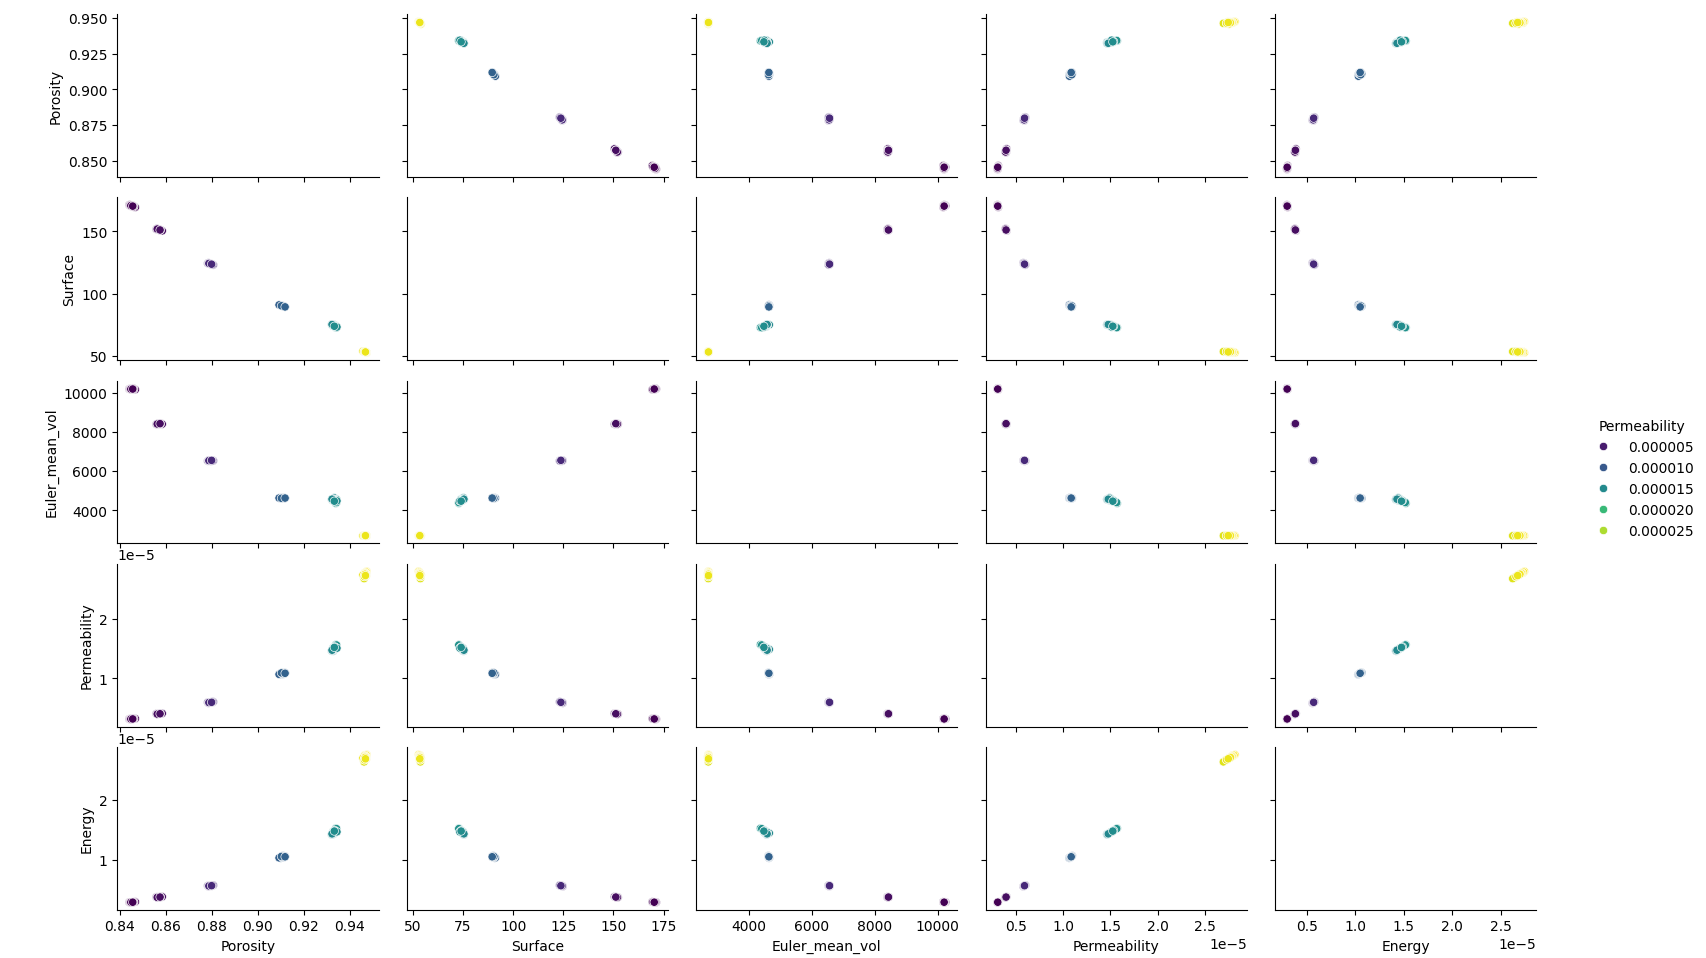 0.950
0.925
0.900
0.875
0.850
Porosity
150
100
50
Surface
10000
8000
6000
4000
Euler_mean_vol
1e−5
2
1
Permeability
1e−5
2
1
Energy
0.84 0.86 0.88 0.90 0.92 0.94
Porosity
50 75 100 125 150 175
Surface
4000 6000 8000 10000
Euler_mean_vol
0.5 1.0 1.5 2.0 2.5
1e−5
Permeability
0.5 1.0 1.5 2.0 2.5
1e−5
Energy
Permeability
0.000005
0.000010
0.000015
0.000020
0.000025